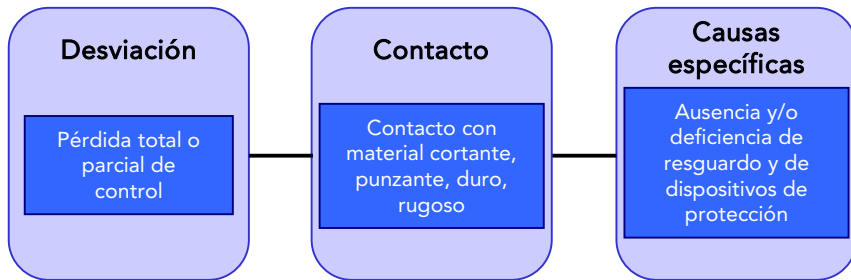 Desviación
Pérdida total o
parcial de
control
Contacto
Contacto con
material cortante,
punzante, duro,
rugoso
Causas
específicas
Ausencia y/o
deficiencia de
resguardo y de
dispositivos de
protección